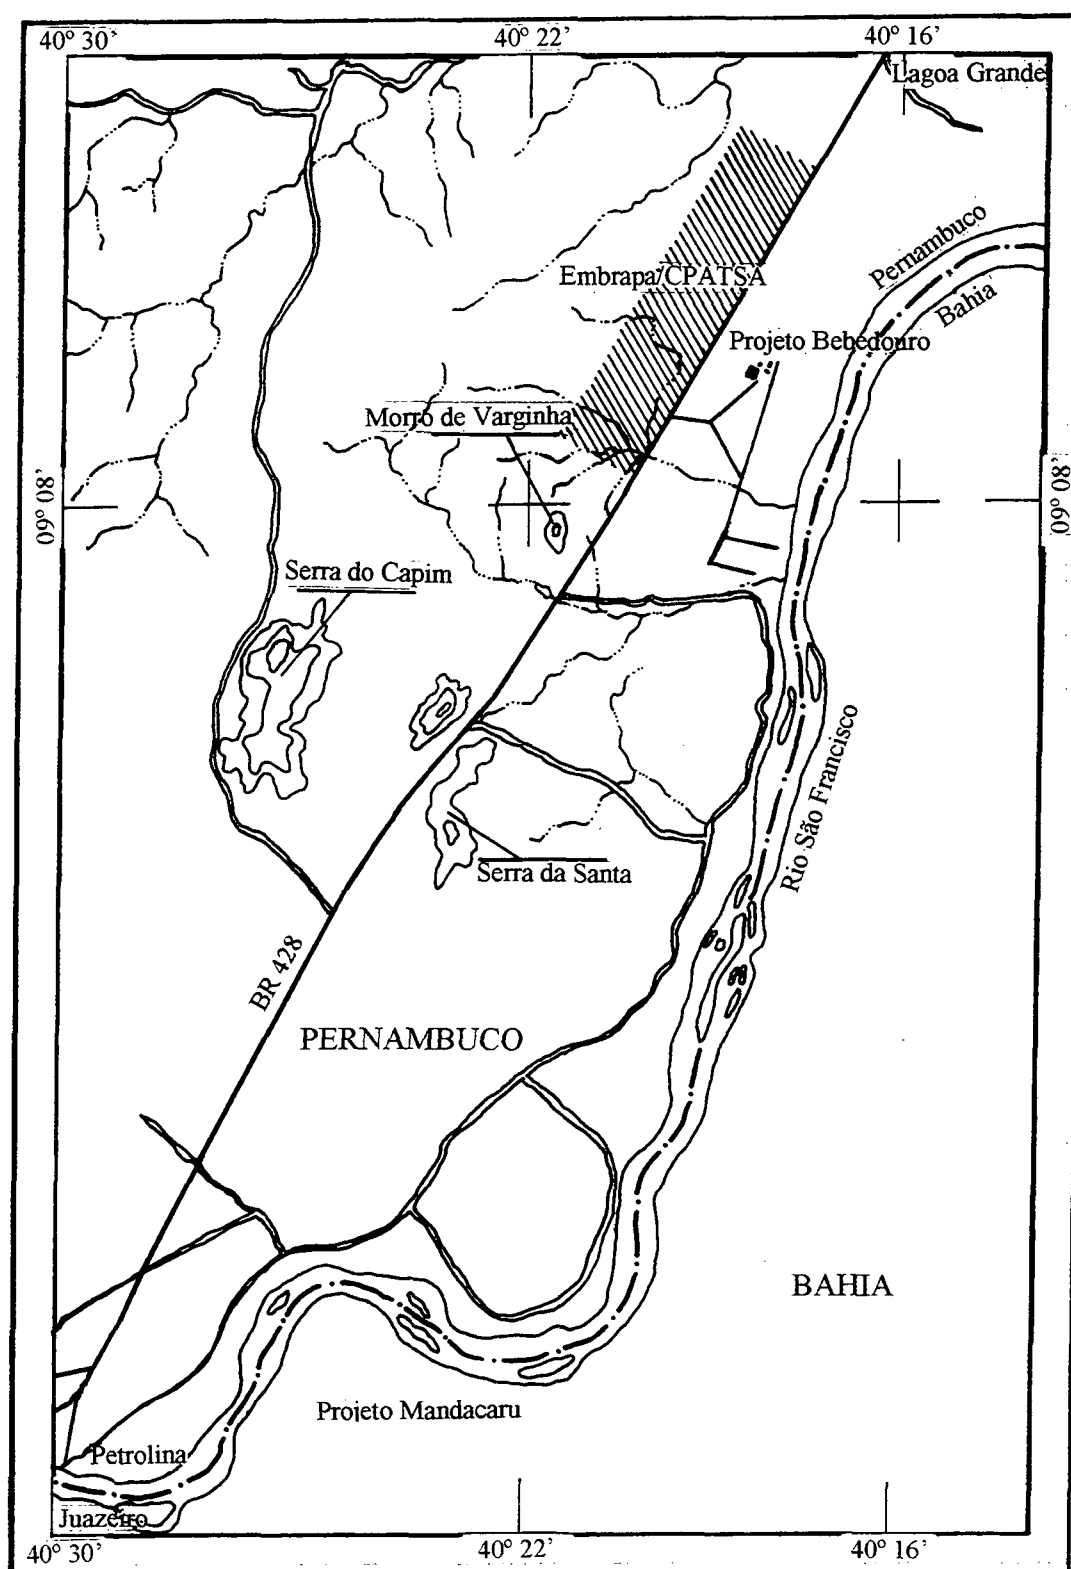 40° 30’
40° 22’
40° 16’
Lagoa Grande
Pernambuco
Bahia
Embrapa/CPATSA
Projeto Bebedouro
Morro de Varginha
09° 08’
09° 08’
Serra do Capim
Rio São Francisco
Serra da Santa
BR 428
PERNAMBUCO
BAHIA
Projeto Mandacaru
Petrolina
Juazeiro
40° 30’
40° 22’
40° 16’